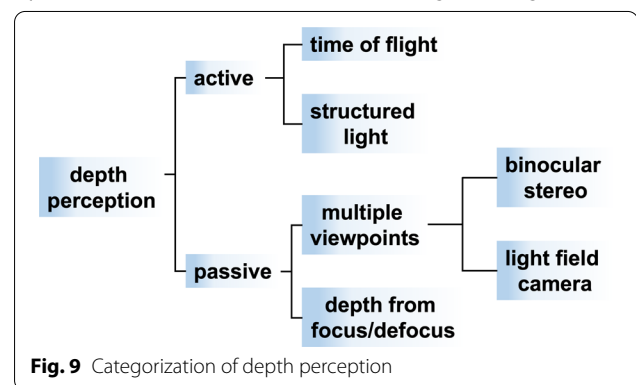 time of flight
active
structured
light
depth
perception
binocular
stereo
multiple
viewpoints
passive
light field
camera
depth from
focus/defocus
Fig. 9 Categorization of depth perception